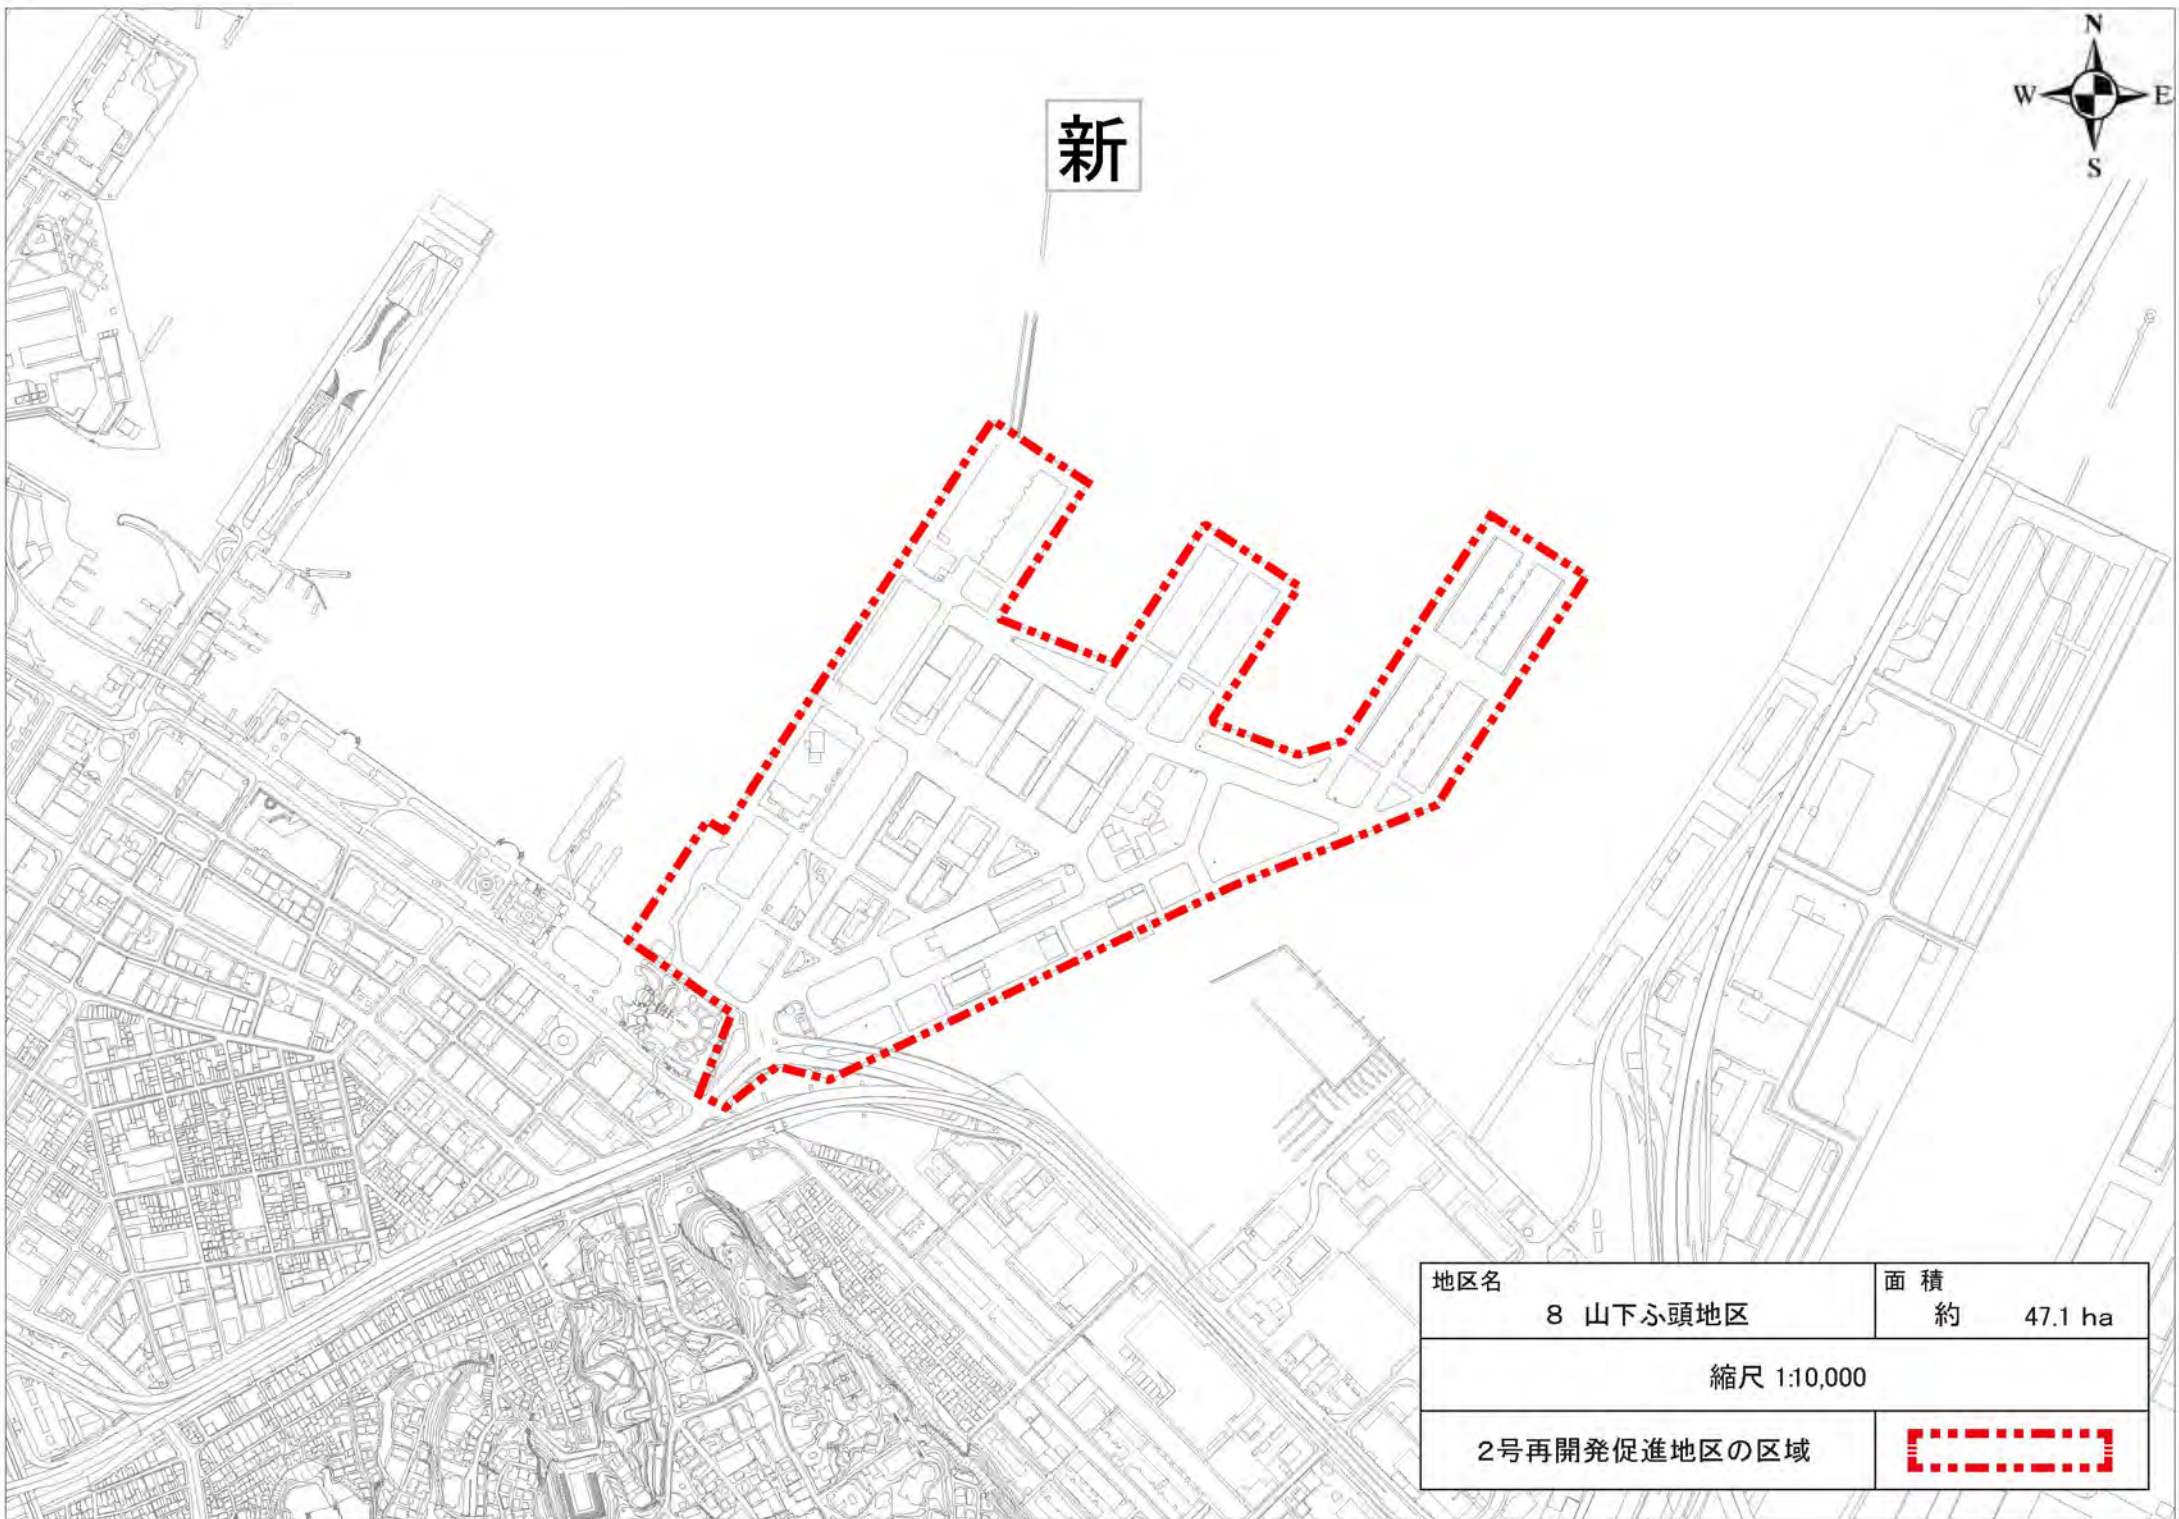 N
W E
S
新
地区名
8 山下ふ頭地区
面 積
約 47.1 ha
縮尺 1:10,000
2号再開発促進地区の区域